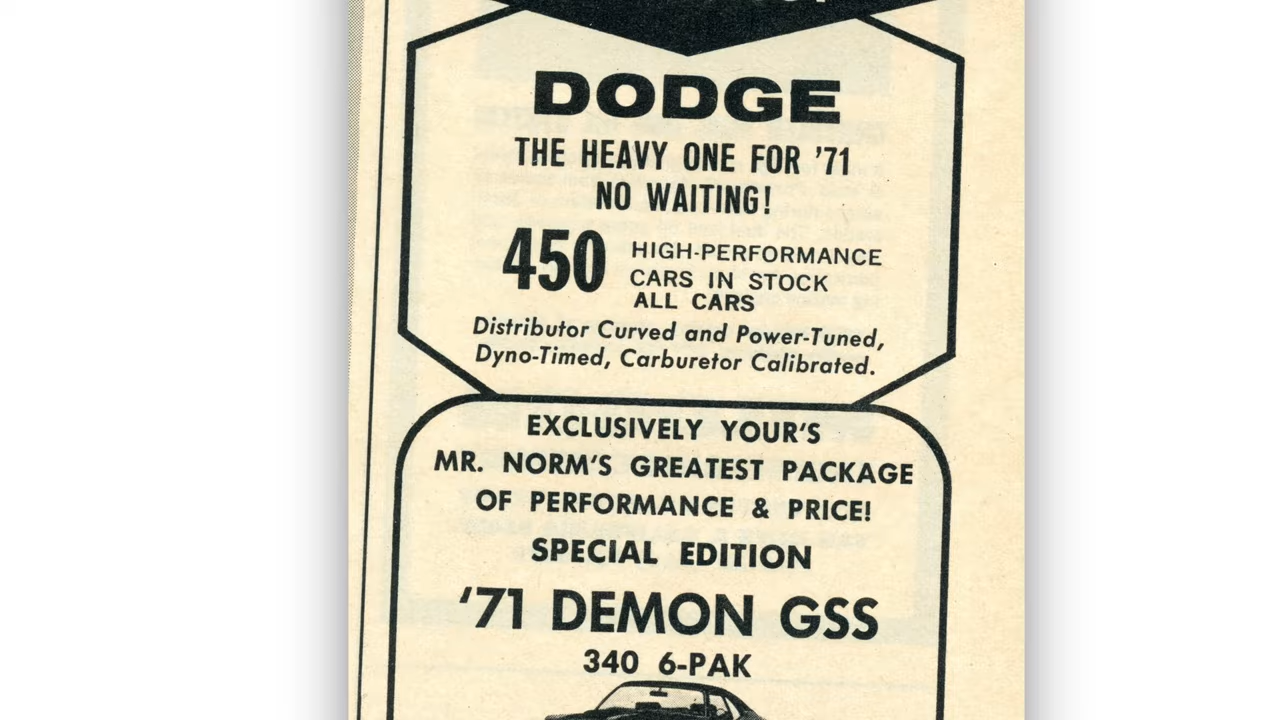 DODGE
THE HEAVY ONE FOR '71
NO WAITING!
450 HIGH-PERFORMANCE
CARS IN STOCK
ALL CARS
Distributor Curved and Power-Tuned,
Dyno-Timed, Carburetor Calibrated.
EXCLUSIVELY YOUR'S
MR. NORM'S GREATEST PACKAGE
OF PERFORMANCE & PRICE!
SPECIAL EDITION
'71 DEMON GSS
340 6-PAK